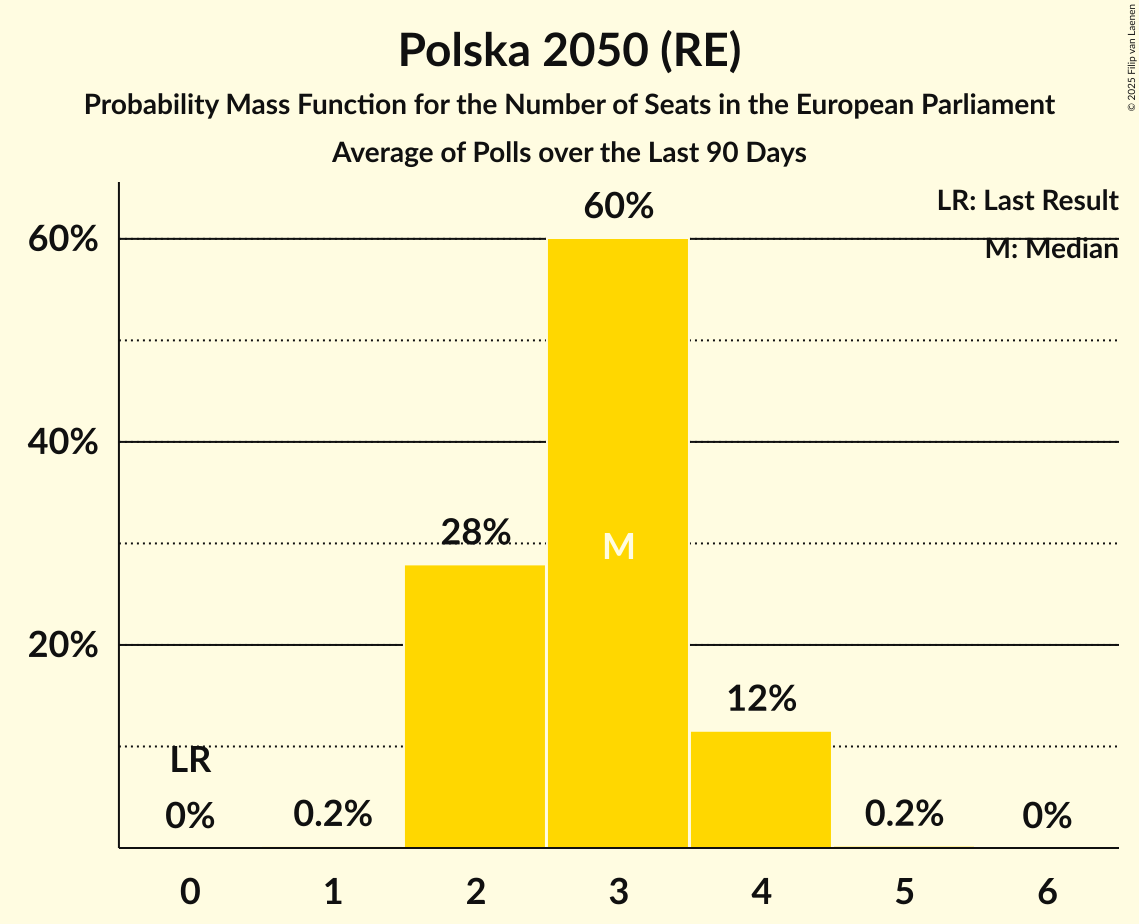 Polska 2050 (RE)
Probability Mass Function for the Number of Seats in the European Parliament
Average of Polls over the Last 90 Days
© 2025 Filip van Laenen
LR: Last Result
M: Median
60%
40%
20%
60%
28%
M
12%
LR
0%
0.2%
0.2%
0%
0 1 2 3 4 5 6